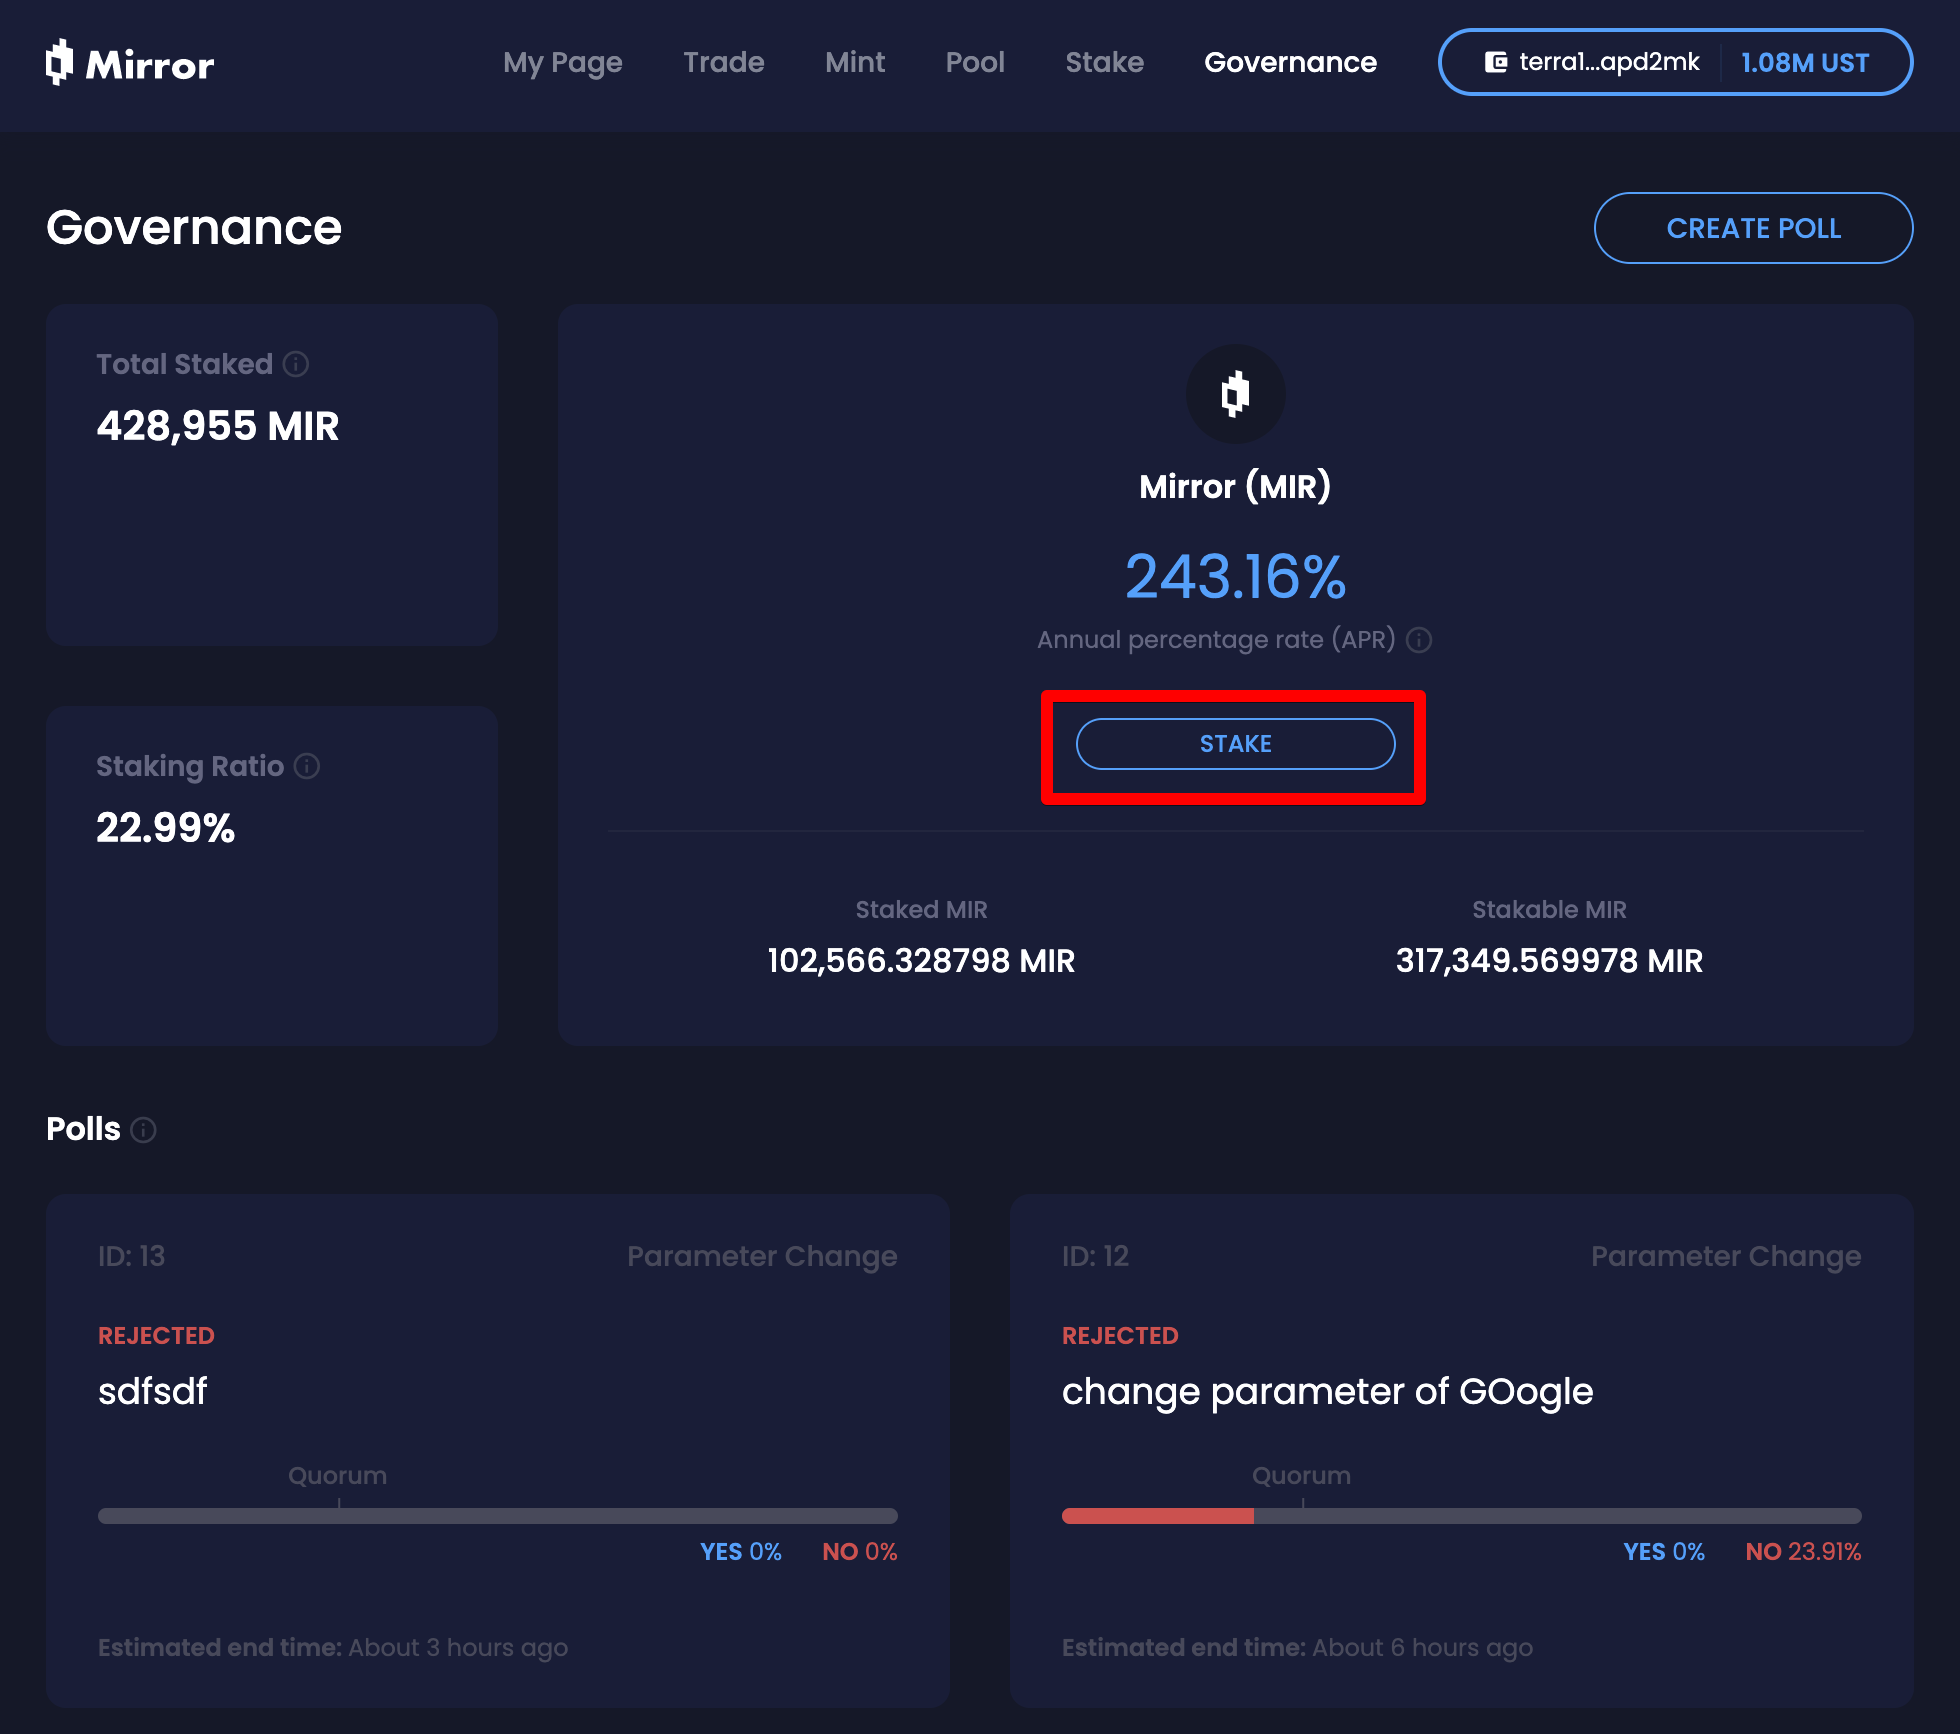 Mirror
My Page Trade Mint Pool Stake Governance terra1...apd2mk 1.08M UST
Governance
CREATE POLL
Total Staked
428,955 MIR
Mirror (MIR)
243.16%
Annual percentage rate (APR)
STAKE
Staking Ratio
22.99%
Staked MIR
102,566.328798 MIR
Stakable MIR
317,349.569978 MIR
Polls
ID: 13 Parameter Change
REJECTED
sdfsdf
Quorum
YES 0% NO 0%
Estimated end time: About 3 hours ago
ID: 12 Parameter Change
REJECTED
change parameter of GOogle
Quorum
YES 0% NO 23.91%
Estimated end time: About 6 hours ago